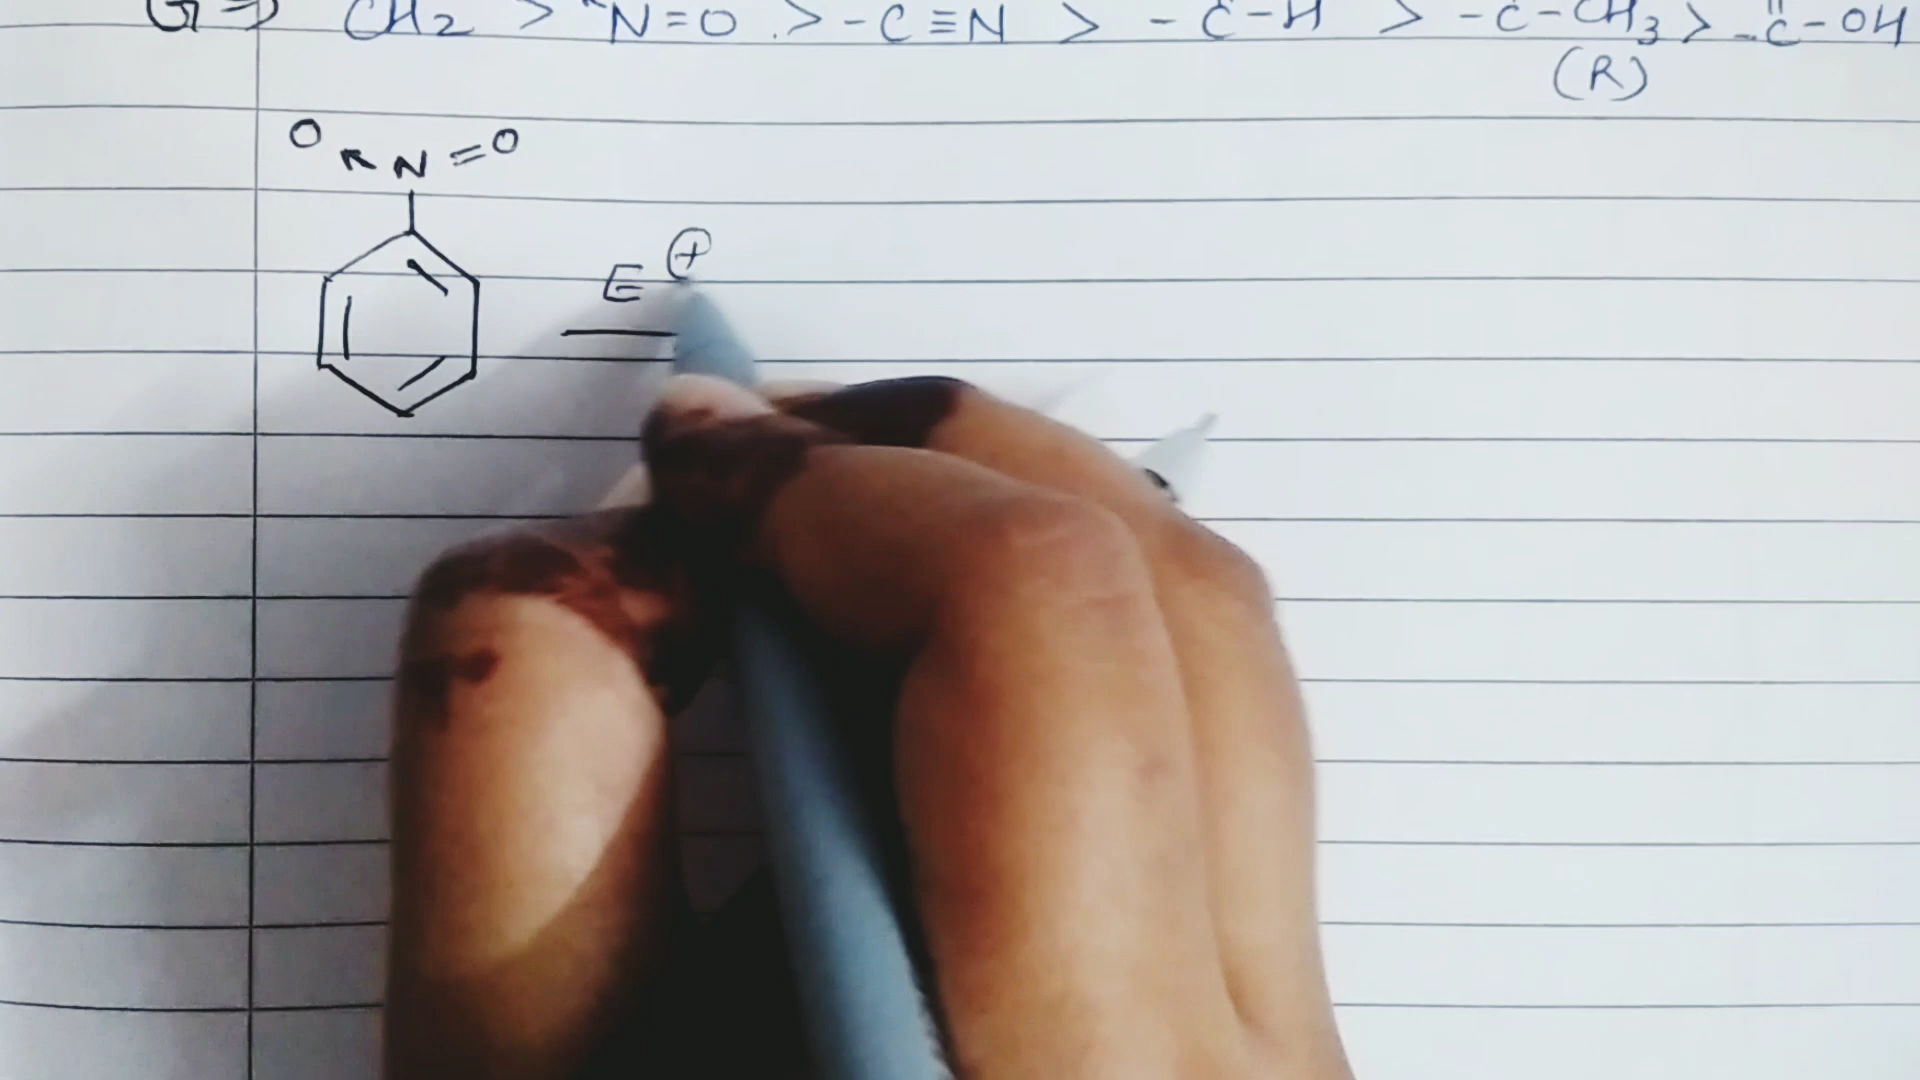 G ⇒ CH2 > N=O > -C≡N > -C-H > -C-CH3 > -C-OH
(R)
O ↖ N =O
E ⊕